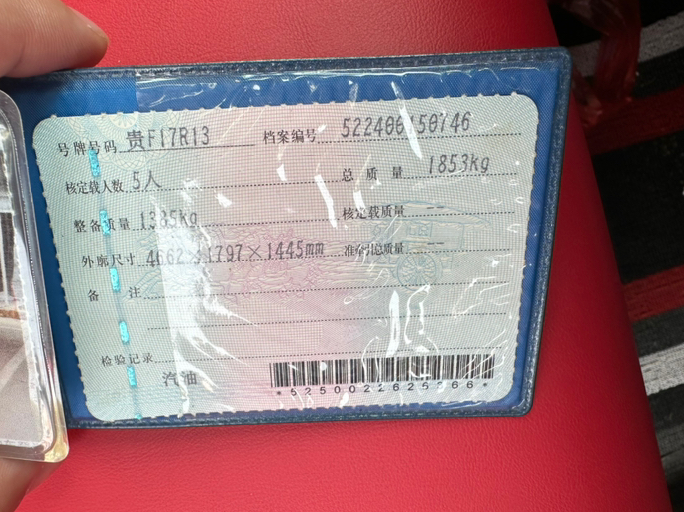 号牌号码 贵F17R13 档案编号 522400150746
核定载人数 5人 总质量 1853kg
整备质量 1385kg 核定载质量 --
外廓尺寸 4662×1797×1445mm 准牵引总质量 --
备注
检验记录
汽油
*5250022625366*